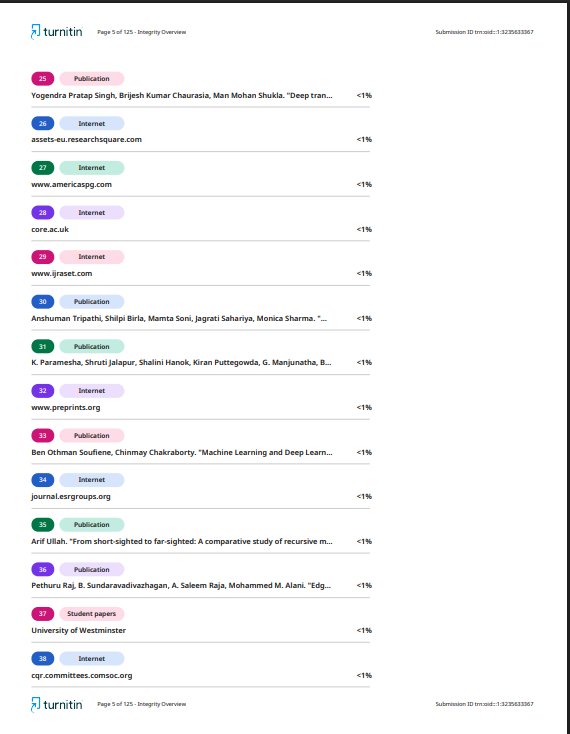 turnitin Page 5 of 125 - Integrity Overview Submission ID trn:oid:::1:3235633367
25 Publication
Yogendra Pratap Singh, Brijesh Kumar Chaurasia, Man Mohan Shukla. "Deep tran... <1%
26 Internet
assets-eu.researchsquare.com <1%
27 Internet
www.americaspg.com <1%
28 Internet
core.ac.uk <1%
29 Internet
www.ijraset.com <1%
30 Publication
Anshuman Tripathi, Shilpi Birla, Mamta Soni, Jagrati Sahariya, Monica Sharma. "... <1%
31 Publication
K. Paramesha, Shruti Jalapur, Shalini Hanok, Kiran Puttegowda, G. Manjunatha, B... <1%
32 Internet
www.preprints.org <1%
33 Publication
Ben Othman Soufiene, Chinmay Chakraborty. "Machine Learning and Deep Learn... <1%
34 Internet
journal.esrgroups.org <1%
35 Publication
Arif Ullah. "From short-sighted to far-sighted: A comparative study of recursive m... <1%
36 Publication
Pethuru Raj, B. Sundaravadivazhagan, A. Saleem Raja, Mohammed M. Alani. "Edg... <1%
37 Student papers
University of Westminster <1%
38 Internet
cqr.committees.comsoc.org <1%
turnitin Page 5 of 125 - Integrity Overview Submission ID trn:oid:::1:3235633367